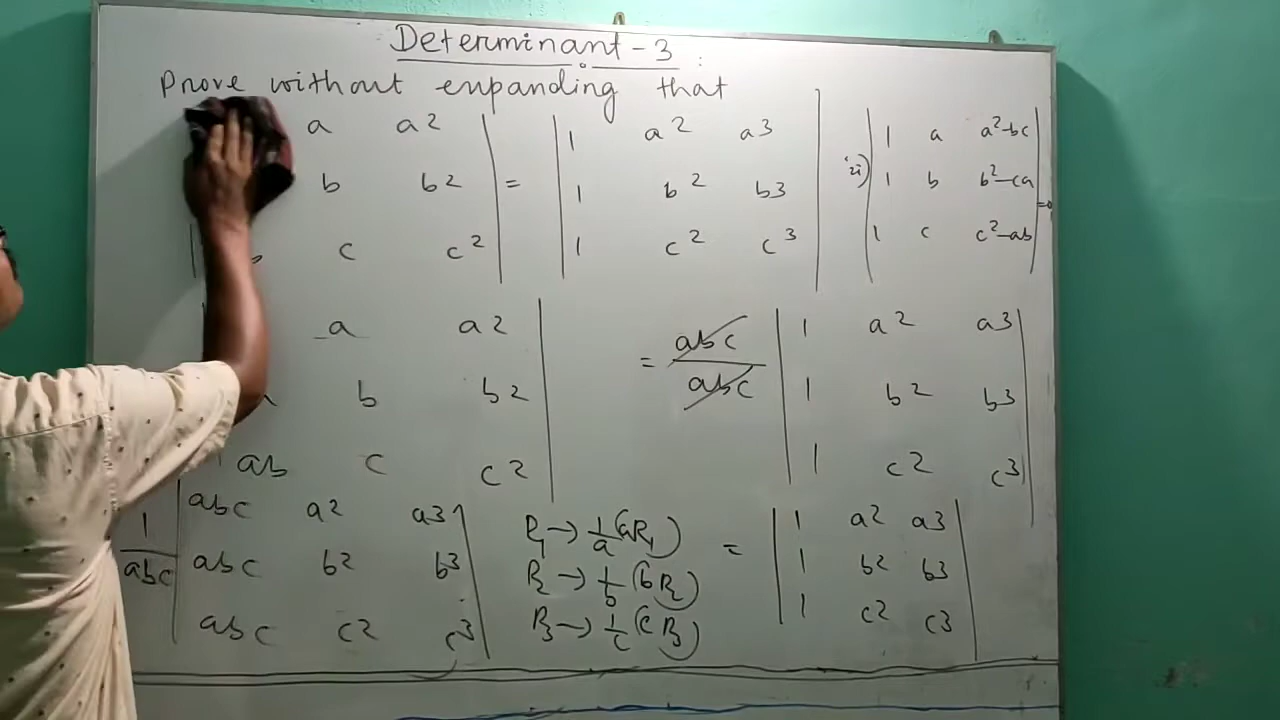 Determinant - 3 :
Prove without enpanding that
a a2 | = | 1 a2 a3 | ii) | 1 a a2-bc |
b b2 | 1 b2 b3 | | 1 b b2-ca | =0
b c c2 | 1 c2 c3 | | 1 c c2-ab |
a a2 | = abc/abc | 1 a2 a3 |
b b2 | | 1 b2 b3 |
ab c c2 | | 1 c2 c3 |
1/abc | abc a2 a3 | R1 → 1/a (aR1) = | 1 a2 a3 |
| abc b2 b3 | R2 → 1/b (bR2) | 1 b2 b3 |
| abc c2 c3 | R3 → 1/c (cR3) | 1 c2 c3 |